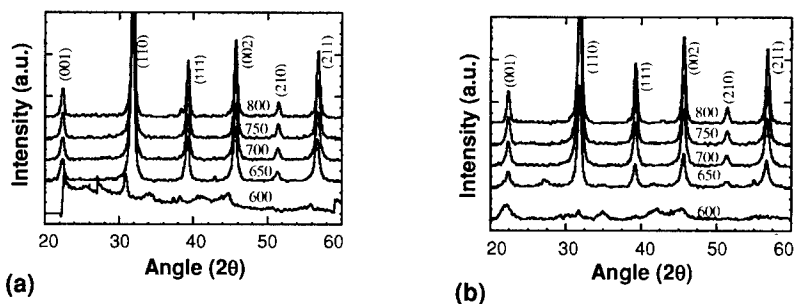 Intensity (a.u.)
(001)
(110)
(111)
(002)
(210)
(211)
800
750
700
650
600
20 30 40 50 60
Angle (2θ)
(a)
Intensity (a.u.)
(001)
(110)
(111)
(002)
(210)
(211)
800
750
700
650
600
20 30 40 50 60
Angle (2θ)
(b)